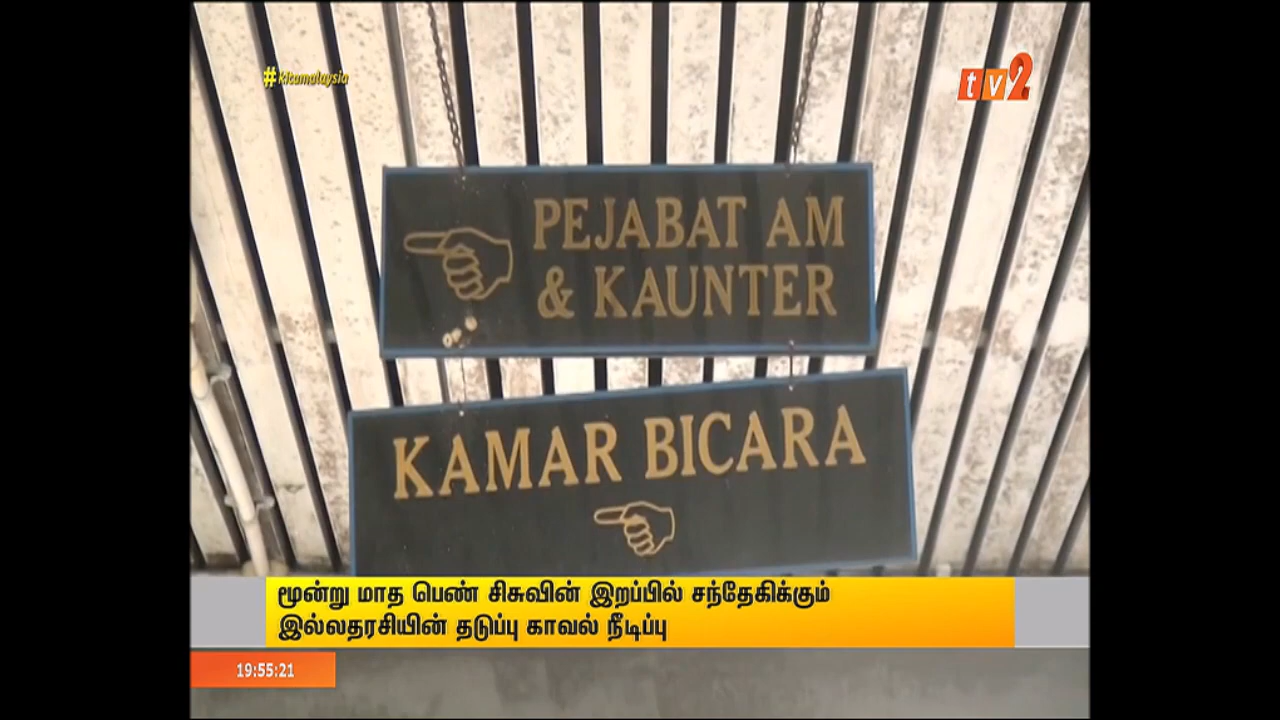 #kitamalaysia
tv2
PEJABAT AM
& KAUNTER
KAMAR BICARA
மூன்று மாத பெண் சிசுவின் இறப்பில் சந்தேகிக்கும்
இல்லதரசியின் தடுப்பு காவல் நீடிப்பு
19:55:21